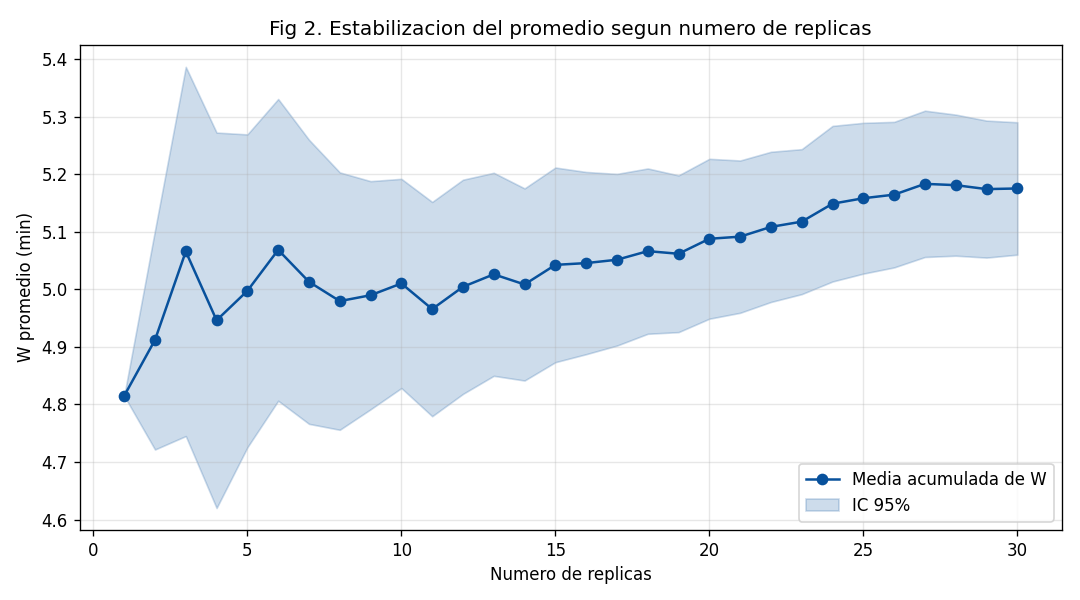 Fig 2. Estabilizacion del promedio segun numero de replicas
W promedio (min)
5.4
5.3
5.2
5.1
5.0
4.9
4.8
4.7
4.6
Media acumulada de W
IC 95%
0 5 10 15 20 25 30
Numero de replicas